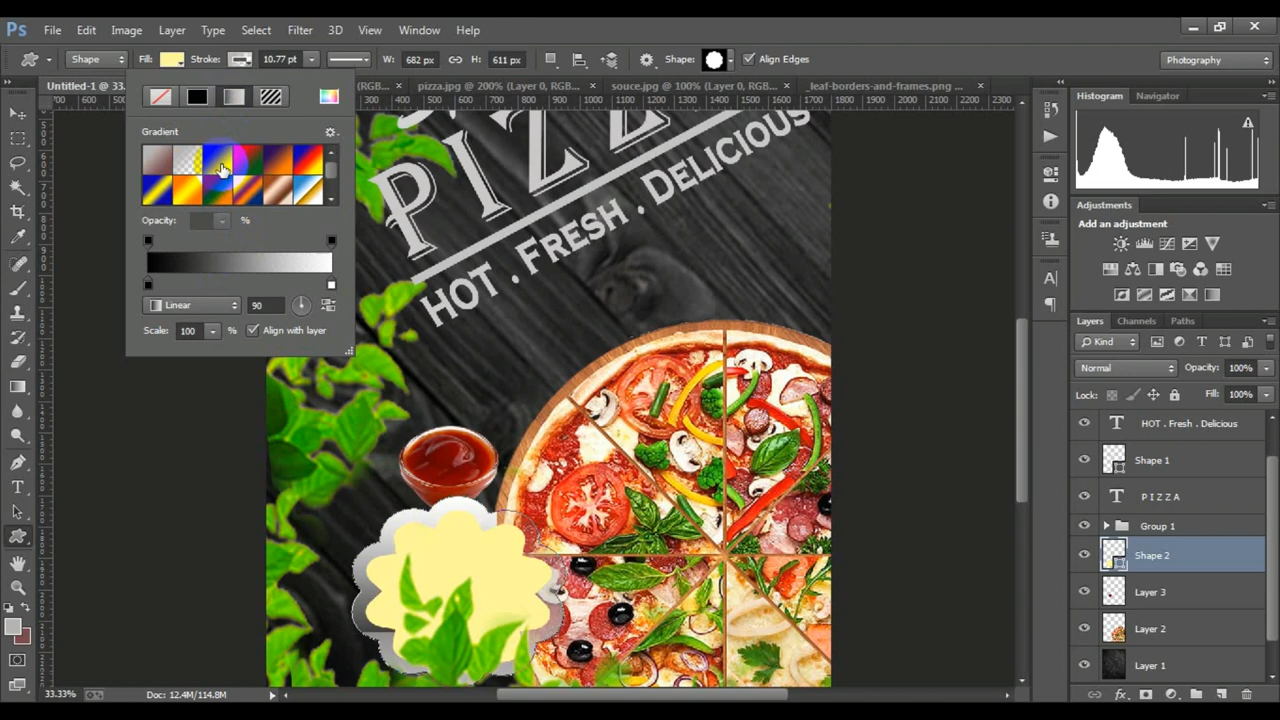 Ps File Edit Image Layer Type Select Filter 3D View Window Help
Shape Fill: Stroke: 10.77 pt W: 682 px H: 611 px Shape: Align Edges Photography
Untitled-1 @ 33. (RGB... × pizza.jpg @ 200% (Layer 0, RGB... × souce.jpg @ 100% (Layer 0, RGB... × _leaf-borders-and-frames.png ... ×
Histogram Navigator
Gradient
Opacity: %
Linear 90
Scale: 100 % Align with layer
PIZZ
HOT . FRESH . DELICIOUS
Adjustments
Add an adjustment
Layers Channels Paths
Kind
Normal Opacity: 100%
Lock: Fill: 100%
HOT . Fresh . Delicious
Shape 1
P I Z Z A
Group 1
Shape 2
Layer 3
Layer 2
Layer 1
33.33% Doc: 12.4M/114.8M